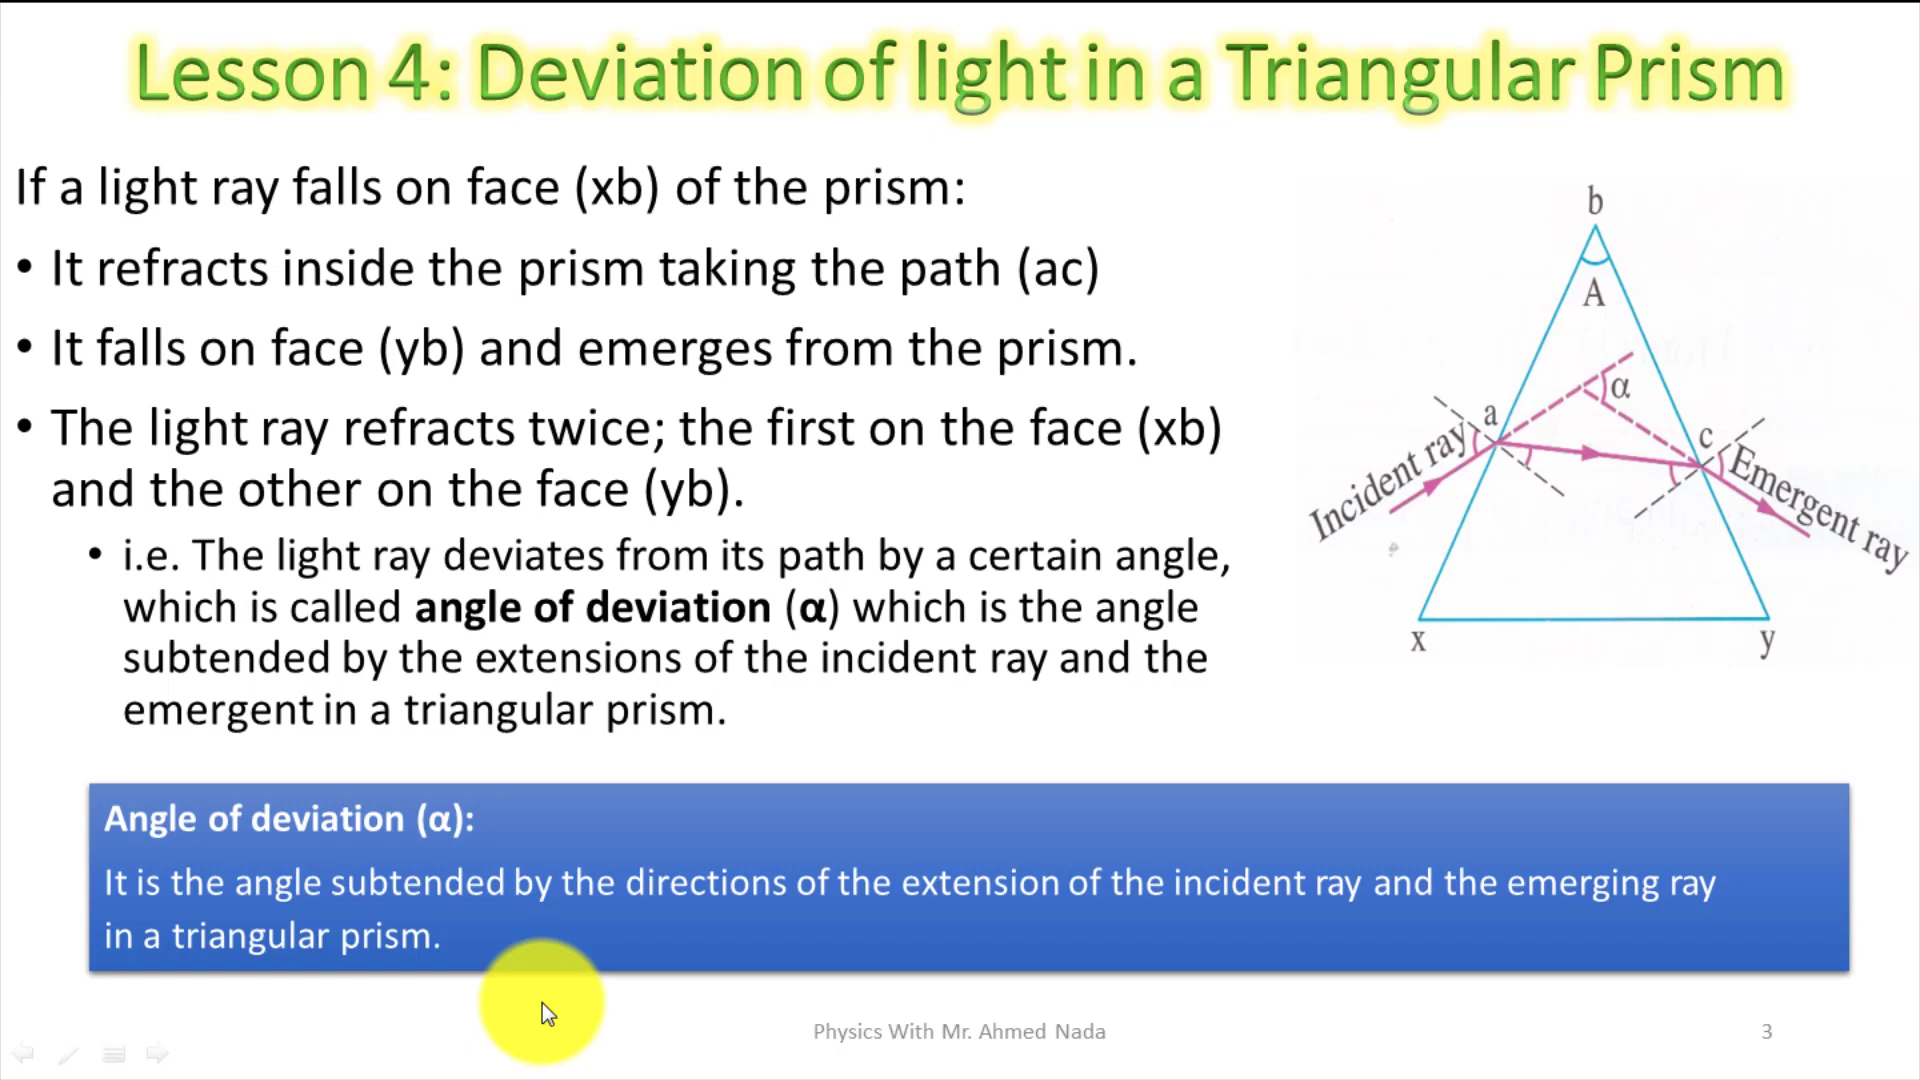 Lesson 4: Deviation of light in a Triangular Prism
If a light ray falls on face (xb) of the prism:
• It refracts inside the prism taking the path (ac)
• It falls on face (yb) and emerges from the prism.
• The light ray refracts twice; the first on the face (xb)
and the other on the face (yb).
• i.e. The light ray deviates from its path by a certain angle,
which is called angle of deviation (α) which is the angle
subtended by the extensions of the incident ray and the
emergent in a triangular prism.
b
A
α
a
c
Incident ray
Emergent ray
x
y
Angle of deviation (α):
It is the angle subtended by the directions of the extension of the incident ray and the emerging ray
in a triangular prism.
Physics With Mr. Ahmed Nada
3